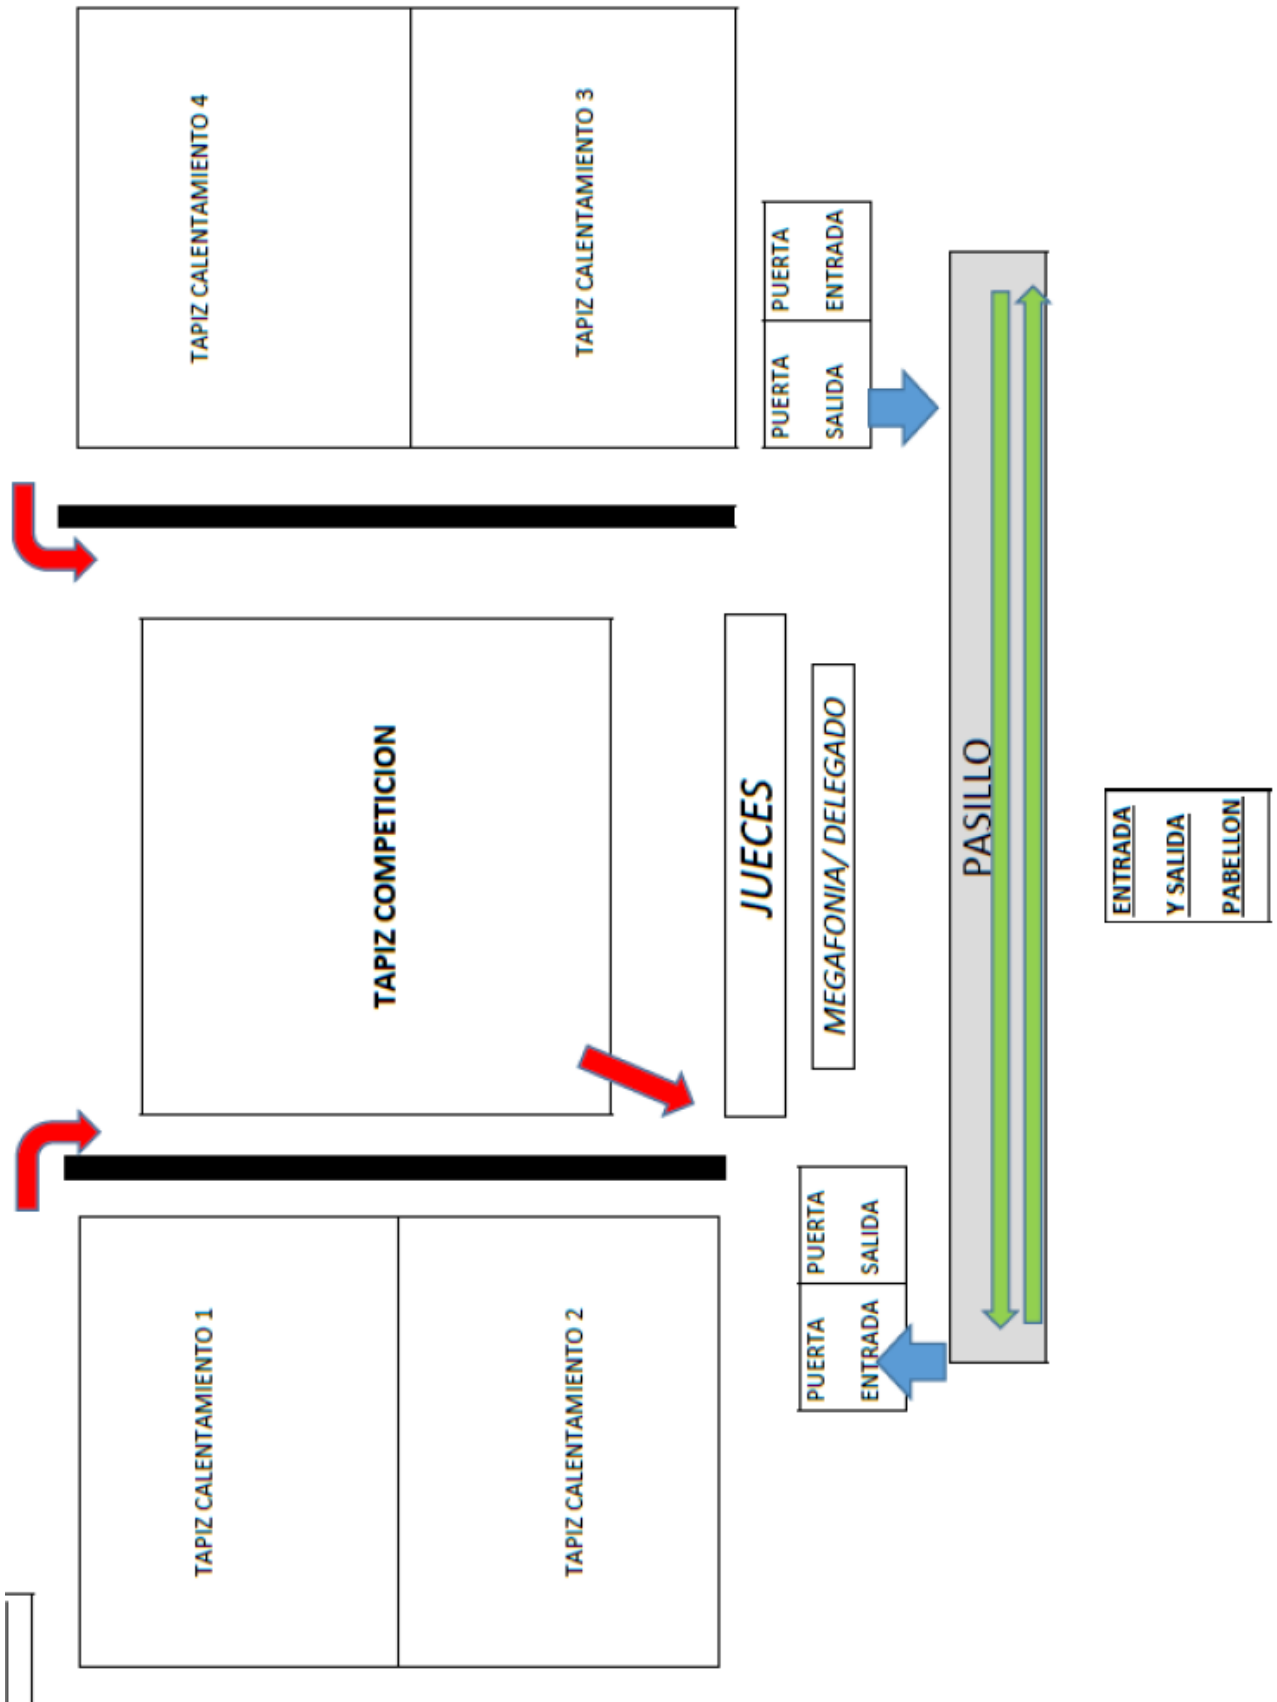 TAPIZ CALENTAMIENTO 1
TAPIZ CALENTAMIENTO 2
TAPIZ COMPETICION
TAPIZ CALENTAMIENTO 4
TAPIZ CALENTAMIENTO 3
JUECES
MEGAFONIA/ DELEGADO
PUERTA
ENTRADA
PUERTA
SALIDA
PUERTA
SALIDA
PUERTA
ENTRADA
PASILLO
ENTRADA
Y SALIDA
PABELLON